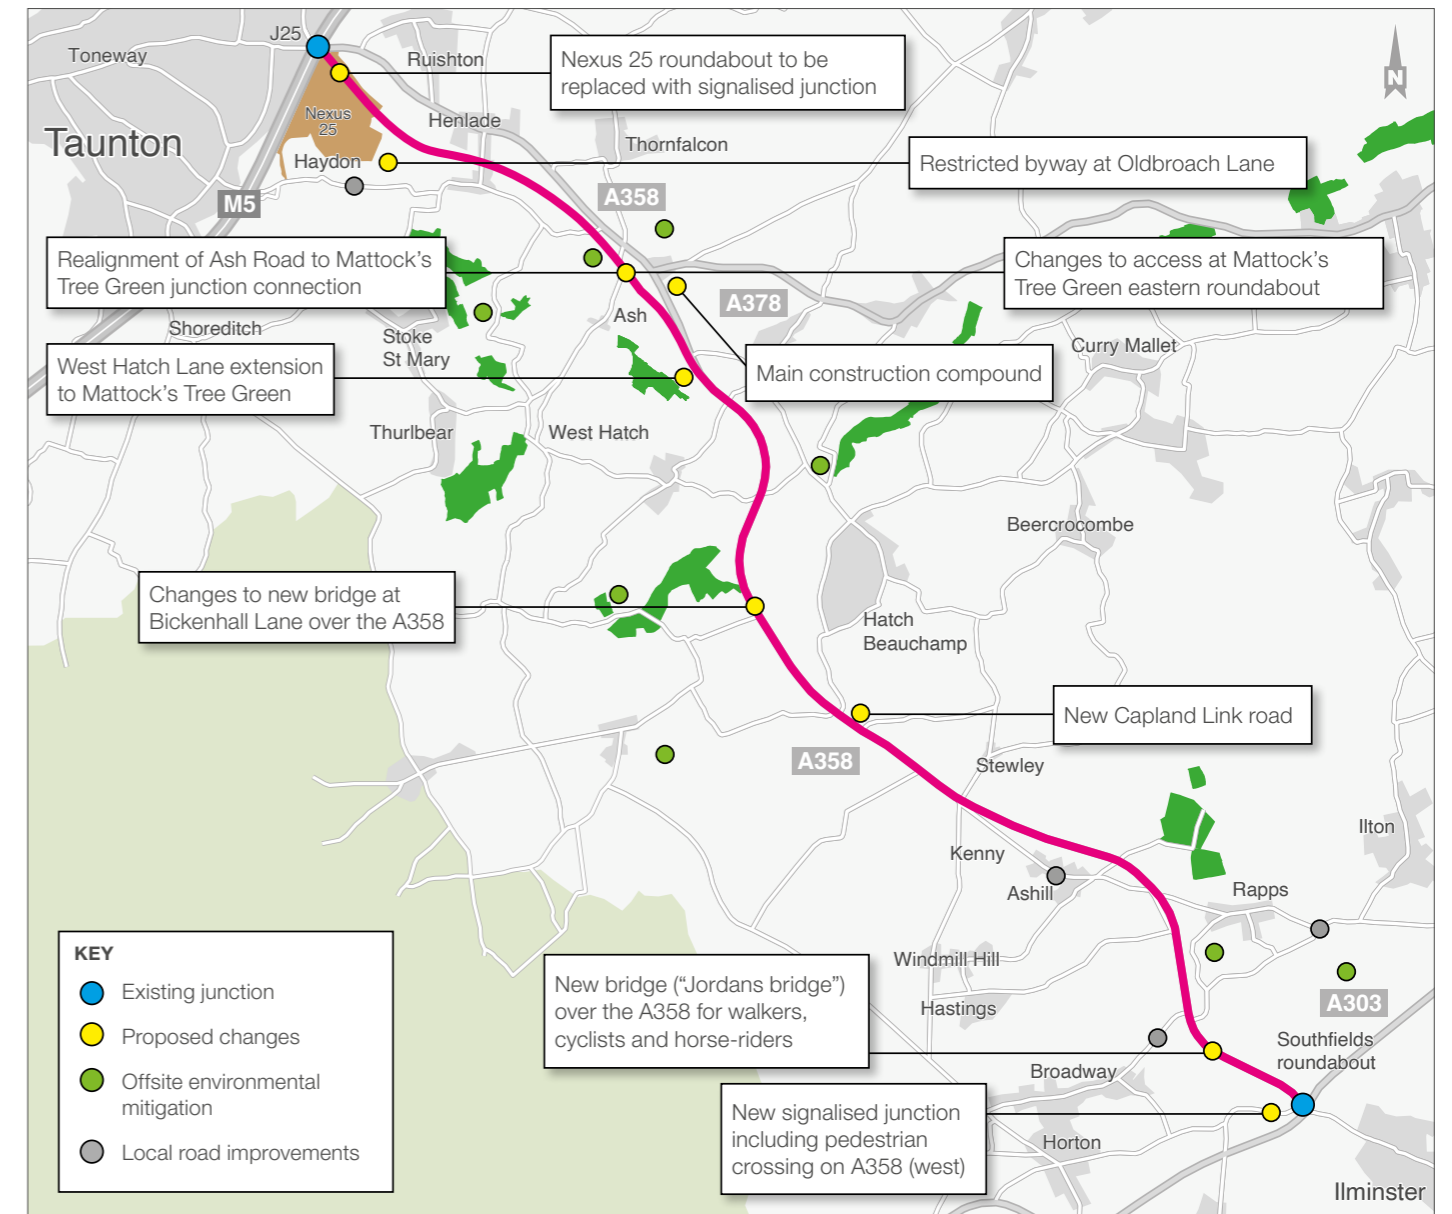 J25
Toneway
Ruishton
Nexus 25 roundabout to be
replaced with signalised junction
N
Nexus
25
Henlade
Taunton
Thornfalcon
Haydon
Restricted byway at Oldbroach Lane
M5
A358
Realignment of Ash Road to Mattock's
Tree Green junction connection
Changes to access at Mattock's
Tree Green eastern roundabout
A378
Ash
Shoreditch
Stoke
St Mary
Curry Mallet
West Hatch Lane extension
to Mattock's Tree Green
Main construction compound
Thurlbear
West Hatch
Beercrocombe
Changes to new bridge at
Bickenhall Lane over the A358
Hatch
Beauchamp
New Capland Link road
A358
Stewley
Ilton
Kenny
Ashill
Rapps
KEY
Existing junction
Proposed changes
Offsite environmental
mitigation
Local road improvements
Windmill Hill
New bridge (“Jordans bridge”)
over the A358 for walkers,
cyclists and horse-riders
Hastings
A303
Southfields
roundabout
Broadway
New signalised junction
including pedestrian
crossing on A358 (west)
Horton
Ilminster